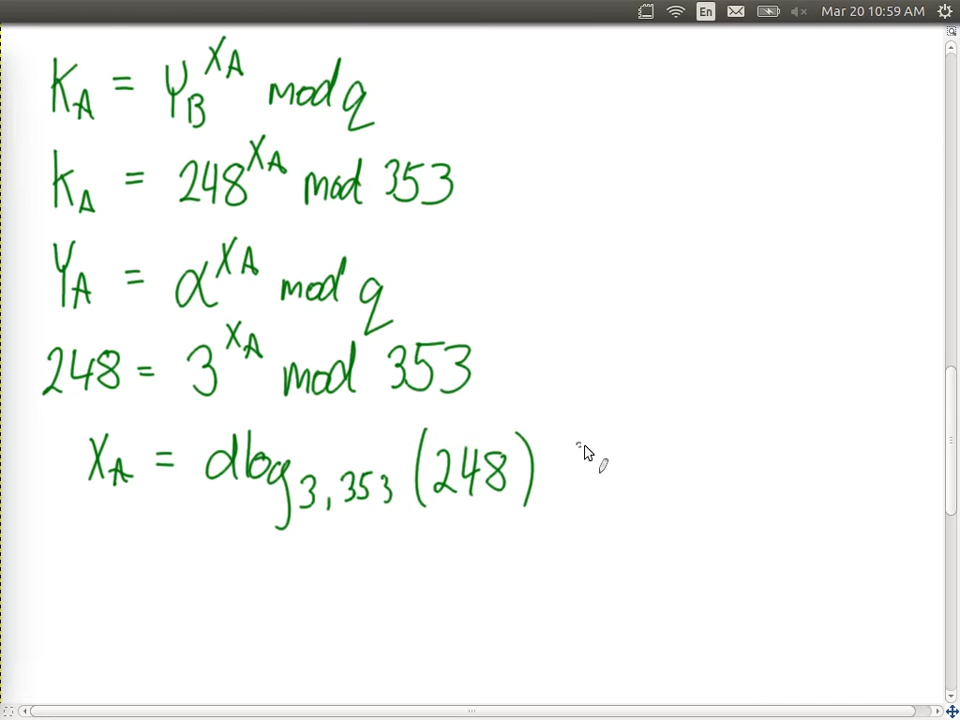 En Mar 20 10:59 AM
K_A = Y_B^{X_A} mod q
K_A = 248^{X_A} mod 353
Y_A = α^{X_A} mod q
248 = 3^{X_A} mod 353
X_A = dlog_{3,353} (248)